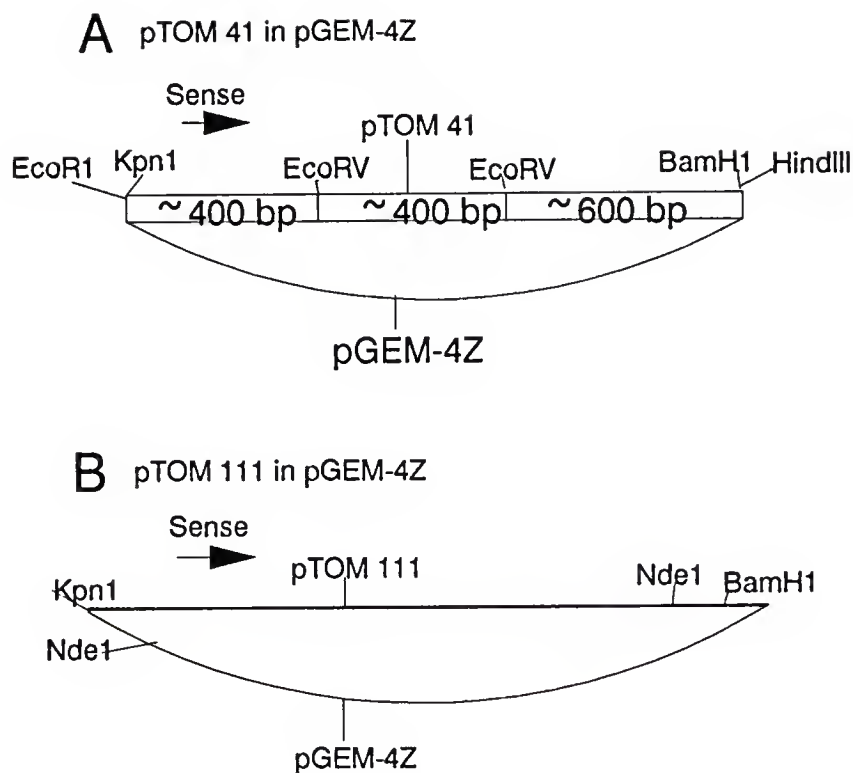 A pTOM 41 in pGEM-4Z
Sense
pTOM 41
EcoR1 Kpn1 EcoRV EcoRV BamH1 HindIII
~400 bp ~400 bp ~600 bp
pGEM-4Z
B pTOM 111 in pGEM-4Z
Sense
pTOM 111
Kpn1 Nde1 BamH1
Nde1
pGEM-4Z